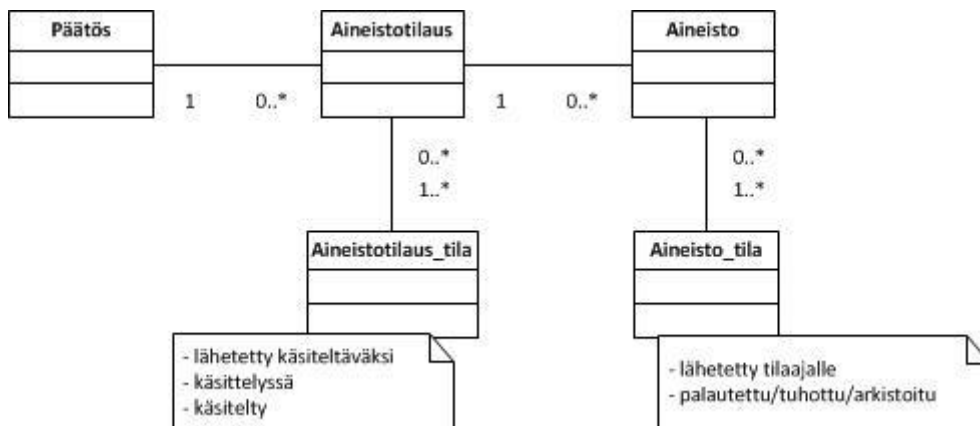 Päätös
Aineistotilaus
Aineisto
1
0..*
1
0..*
0..*
1..*
0..*
1..*
Aineistotilaus_tila
Aineisto_tila
- lähetetty käsiteltäväksi
- käsittelyssä
- käsitelty
- lähetetty tilaajalle
- palautettu/tuhottu/arkistoitu